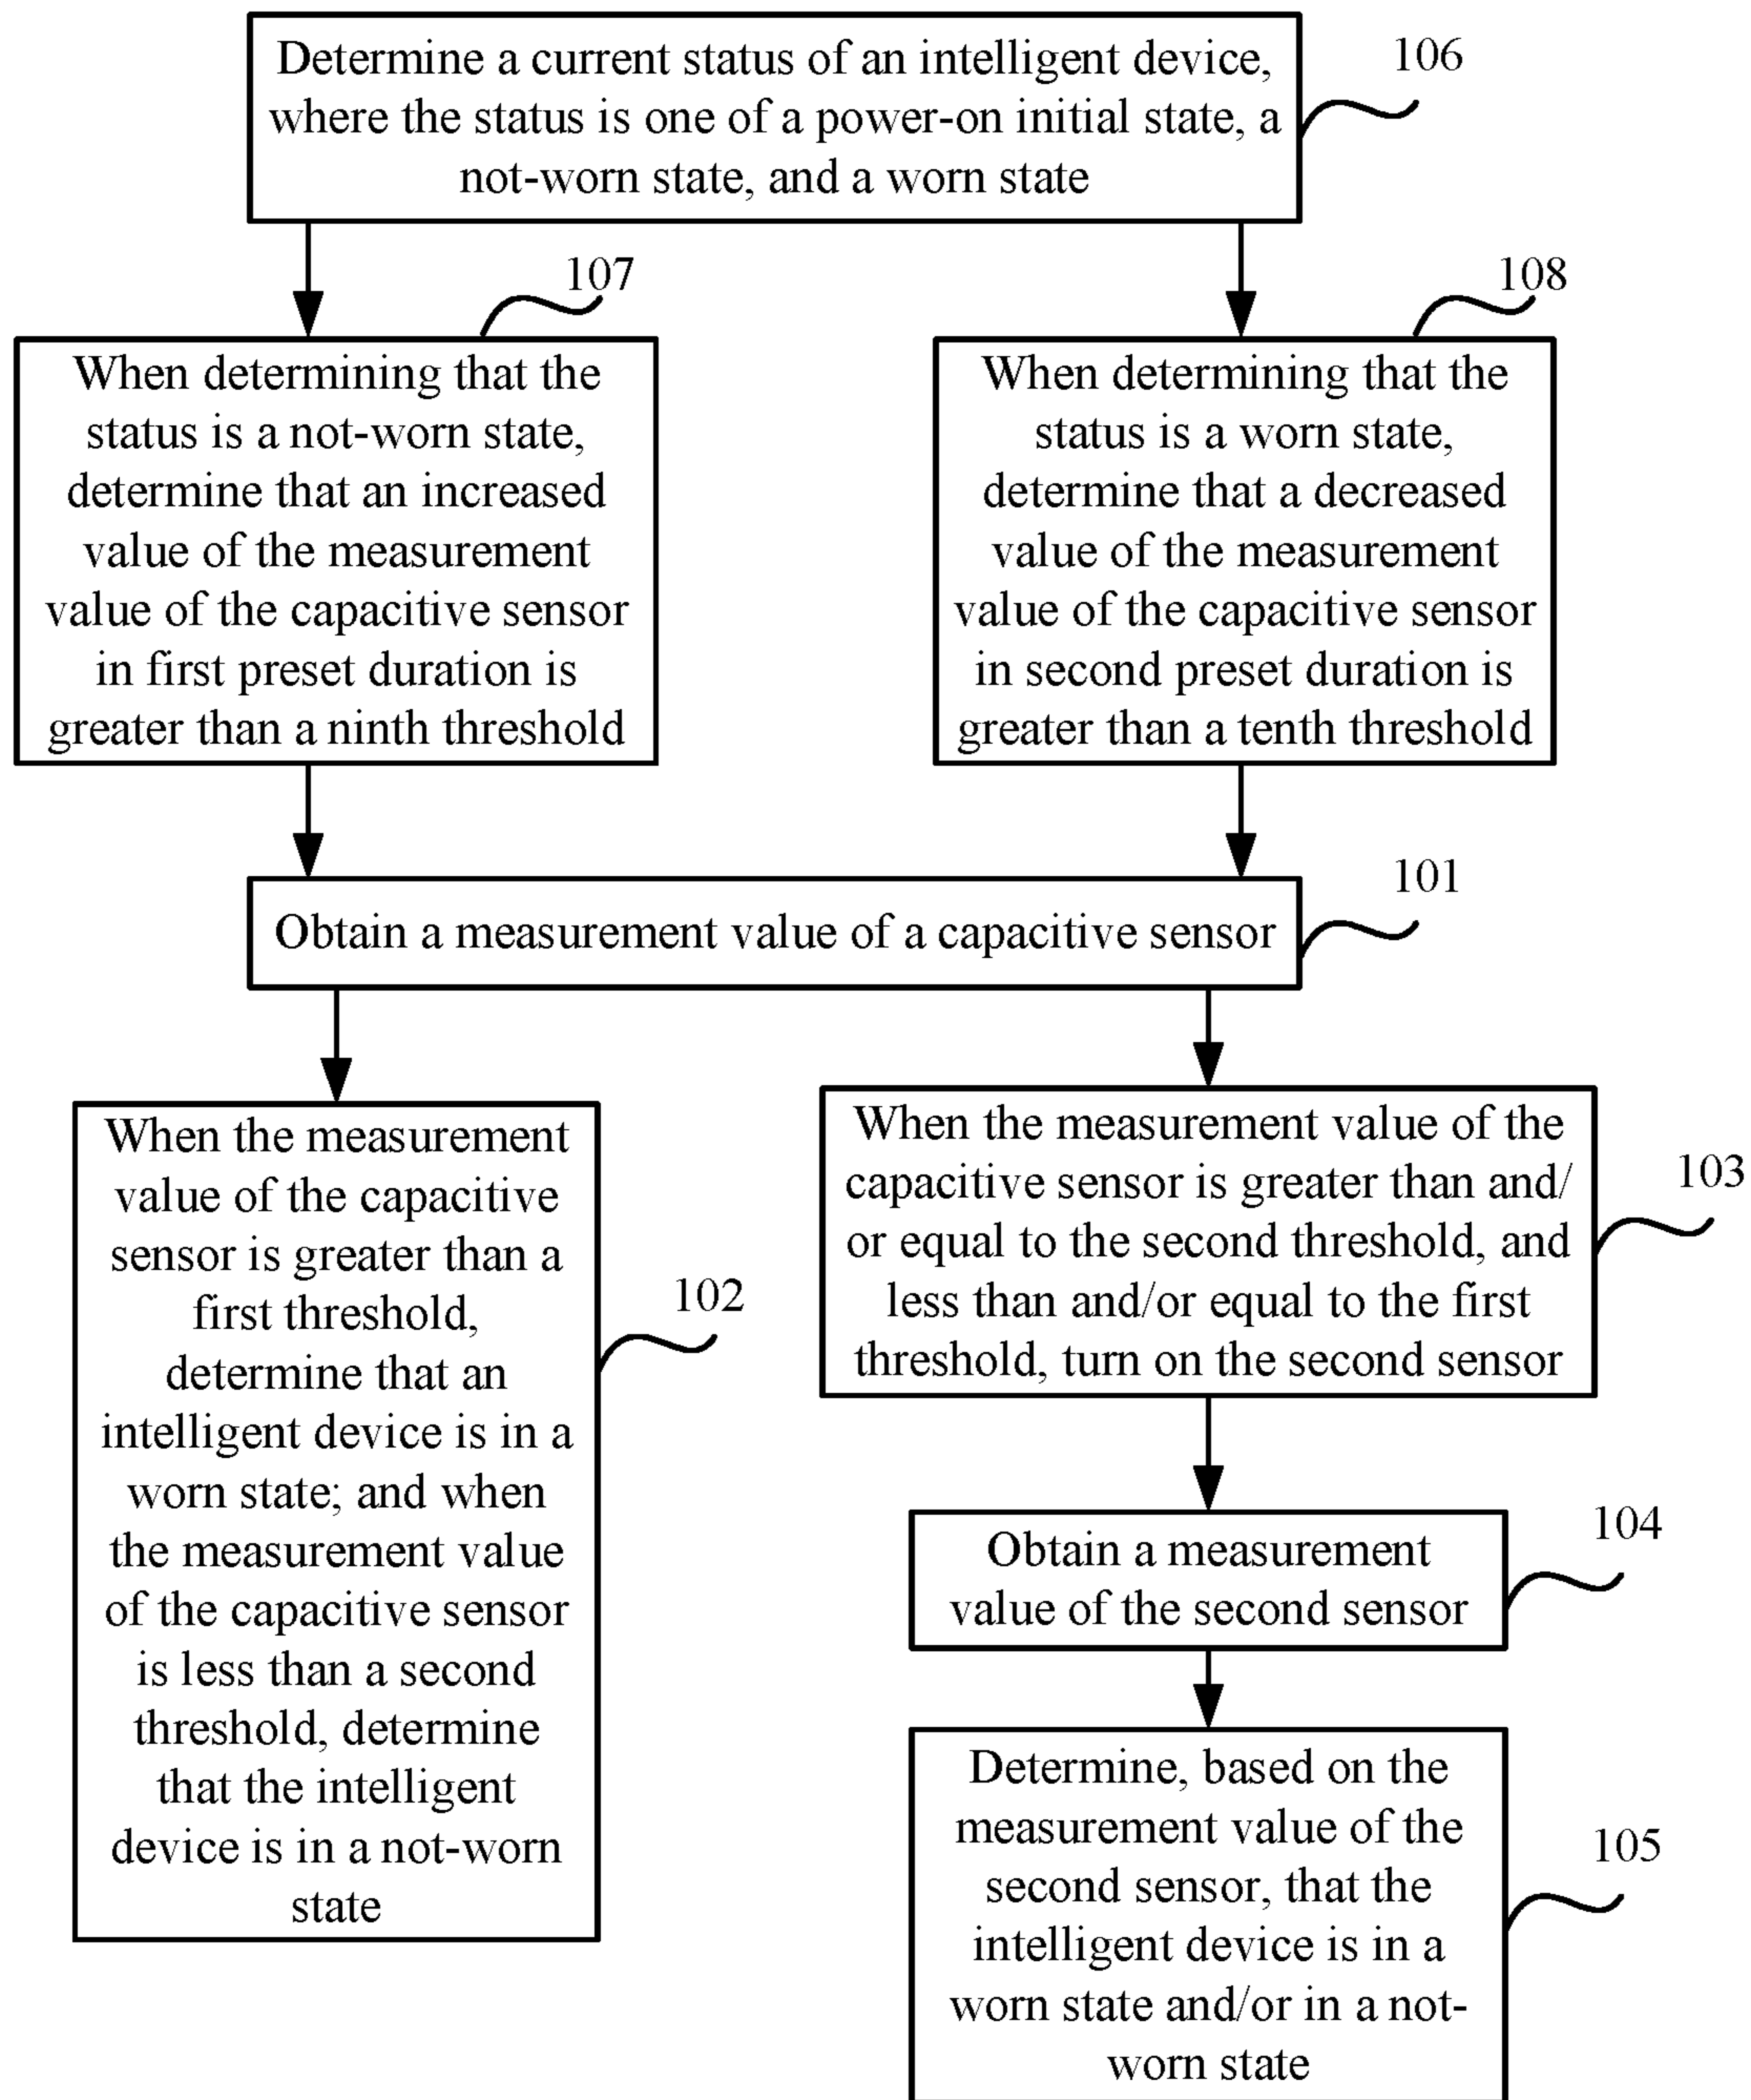 Determine a current status of an intelligent device,
where the status is one of a power-on initial state, a
not-worn state, and a worn state
106
107
When determining that the
status is a not-worn state,
determine that an increased
value of the measurement
value of the capacitive sensor
in first preset duration is
greater than a ninth threshold
108
When determining that the
status is a worn state,
determine that a decreased
value of the measurement
value of the capacitive sensor
in second preset duration is
greater than a tenth threshold
101
Obtain a measurement value of a capacitive sensor
When the measurement
value of the capacitive
sensor is greater than a
first threshold,
determine that an
intelligent device is in a
worn state; and when
the measurement value
of the capacitive sensor
is less than a second
threshold, determine
that the intelligent
device is in a not-worn
state
102
When the measurement value of the
capacitive sensor is greater than and/
or equal to the second threshold, and
less than and/or equal to the first
threshold, turn on the second sensor
103
Obtain a measurement
value of the second sensor
104
Determine, based on the
measurement value of the
second sensor, that the
intelligent device is in a
worn state and/or in a not-
worn state
105